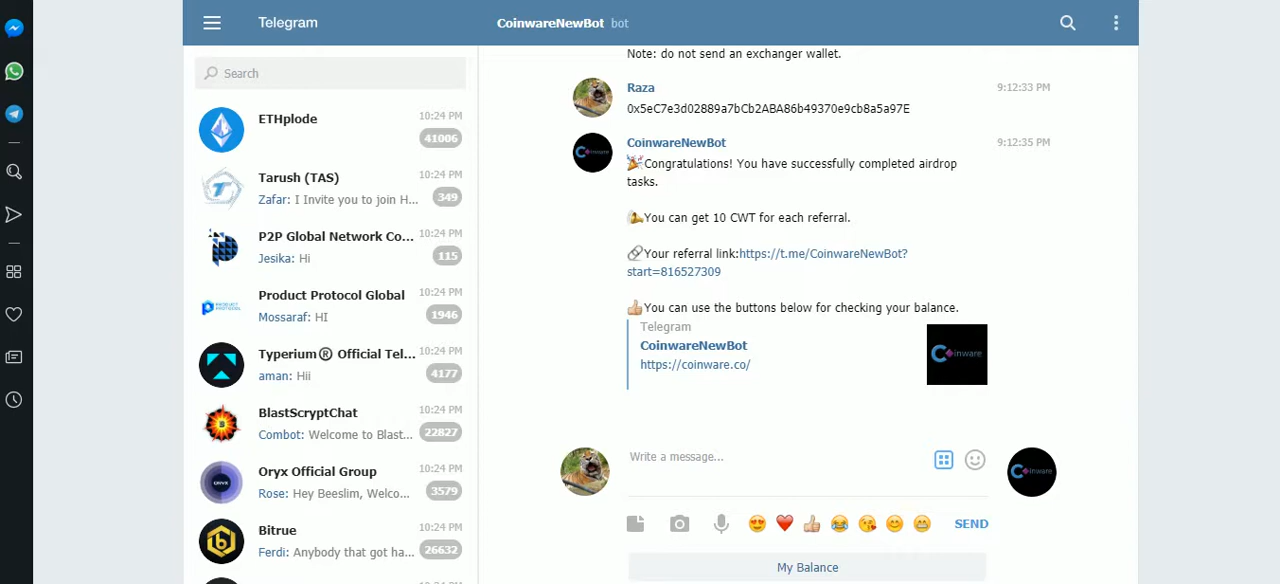 Telegram
CoinwareNewBot bot
Search
ETHplode
10:24 PM
41006
Tarush (TAS)
10:24 PM
Zafar: I Invite you to join H...
349
P2P Global Network Co...
10:24 PM
Jesika: Hi
115
Product Protocol Global
10:24 PM
Mossaraf: HI
1946
Typerium® Official Tel...
10:24 PM
aman: Hii
4177
BlastScryptChat
10:24 PM
Combot: Welcome to Blast...
22827
Oryx Official Group
10:24 PM
Rose: Hey Beeslim, Welco...
3579
Bitrue
10:24 PM
Ferdi: Anybody that got ha...
26632
Note: do not send an exchanger wallet.
Raza
9:12:33 PM
0x5eC7e3d02889a7bCb2ABA86b49370e9cb8a5a97E
CoinwareNewBot
9:12:35 PM
🎉Congratulations! You have successfully completed airdrop
tasks.
You can get 10 CWT for each referral.
🔗Your referral link:https://t.me/CoinwareNewBot?
start=816527309
👍You can use the buttons below for checking your balance.
Telegram
CoinwareNewBot
https://coinware.co/
Coinware
Write a message...
SEND
My Balance